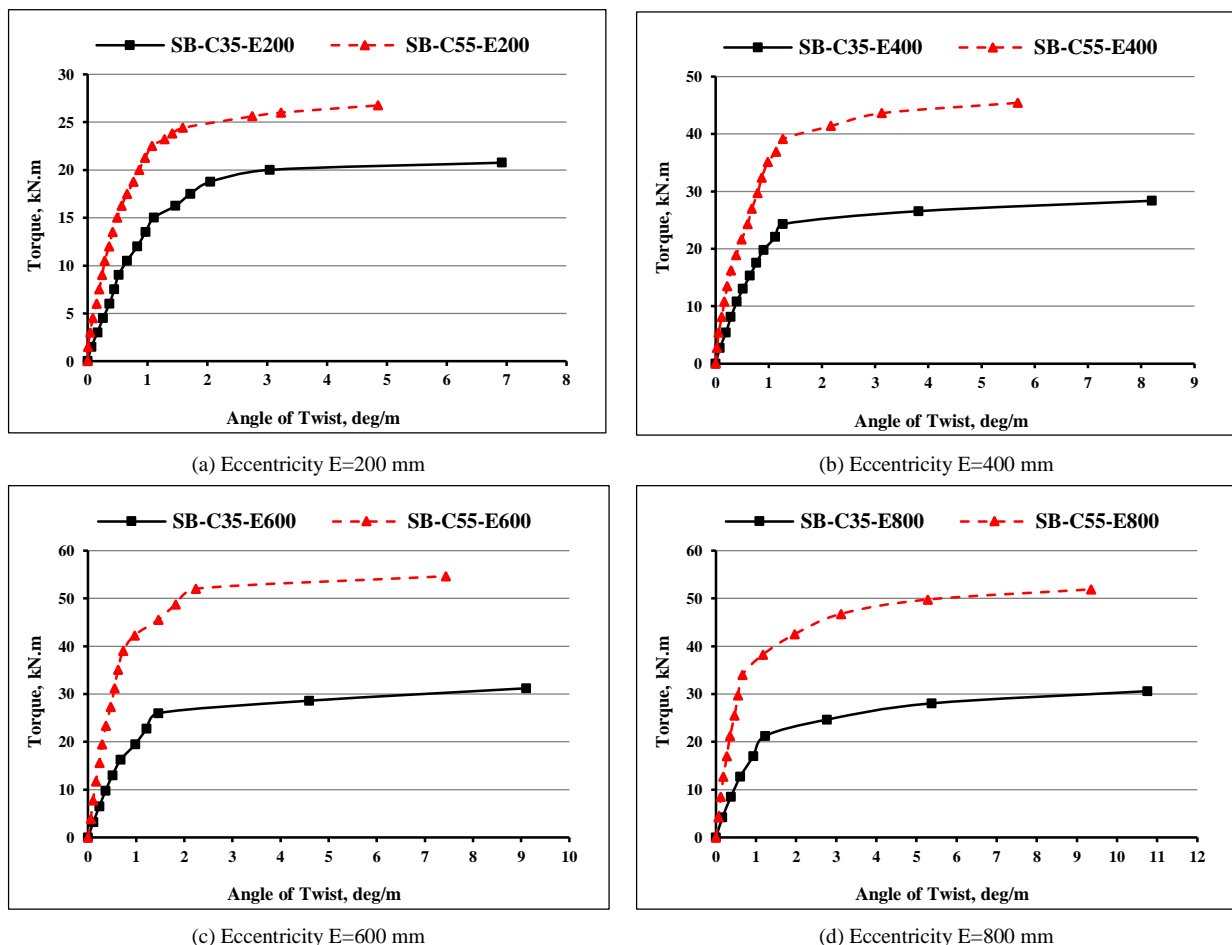 SB-C35-E200 SB-C55-E200
30
25
20
15
10
5
0
Torque, kN.m
0 1 2 3 4 5 6 7 8
Angle of Twist, deg/m
(a) Eccentricity E=200 mm
SB-C35-E400 SB-C55-E400
50
40
30
20
10
0
Torque, kN.m
0 1 2 3 4 5 6 7 8 9
Angle of Twist, deg/m
(b) Eccentricity E=400 mm
SB-C35-E600 SB-C55-E600
60
50
40
30
20
10
0
Torque, kN.m
0 1 2 3 4 5 6 7 8 9 10
Angle of Twist, deg/m
(c) Eccentricity E=600 mm
SB-C35-E800 SB-C55-E800
60
50
40
30
20
10
0
Torque, kN.m
0 1 2 3 4 5 6 7 8 9 10 11 12
Angle of Twist, deg/m
(d) Eccentricity E=800 mm